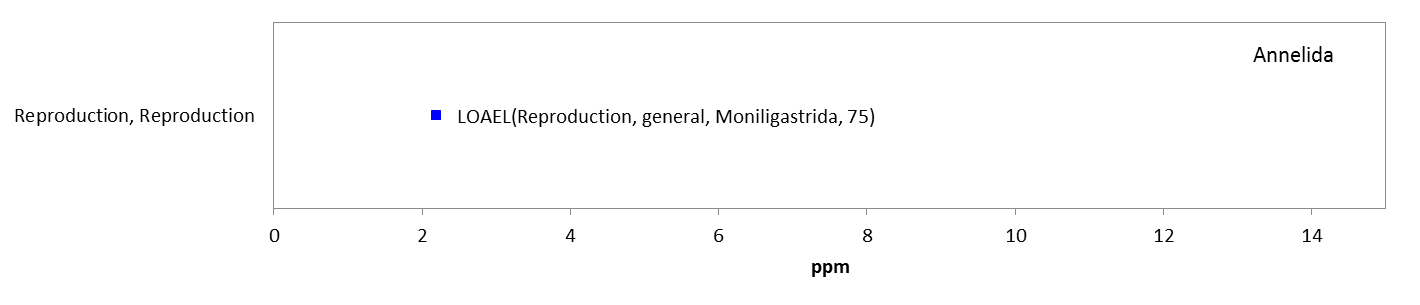 Annelida
Reproduction, Reproduction
LOAEL(Reproduction, general, Moniligastrida, 75)
0 2 4 6 8 10 12 14
ppm